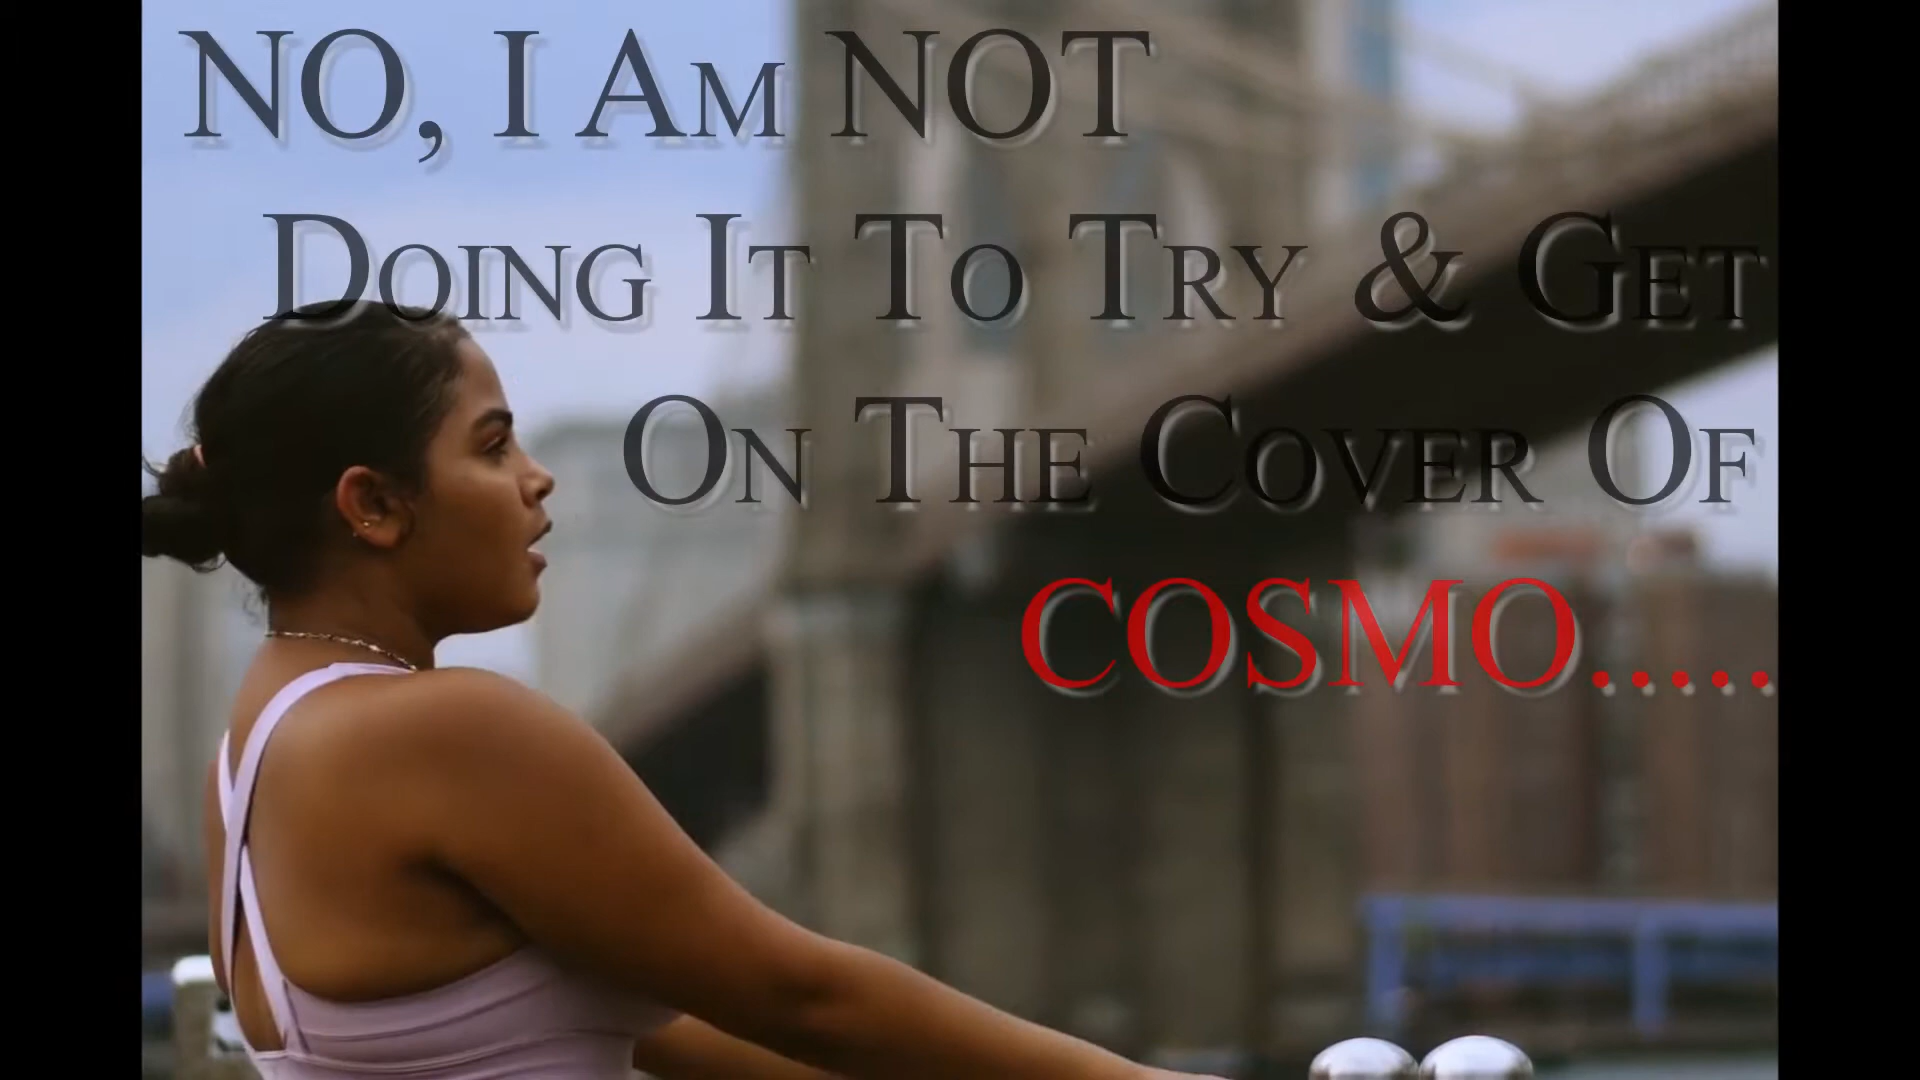 NO, I Am NOT
Doing It To Try & Get
On The Cover Of
COSMO.....